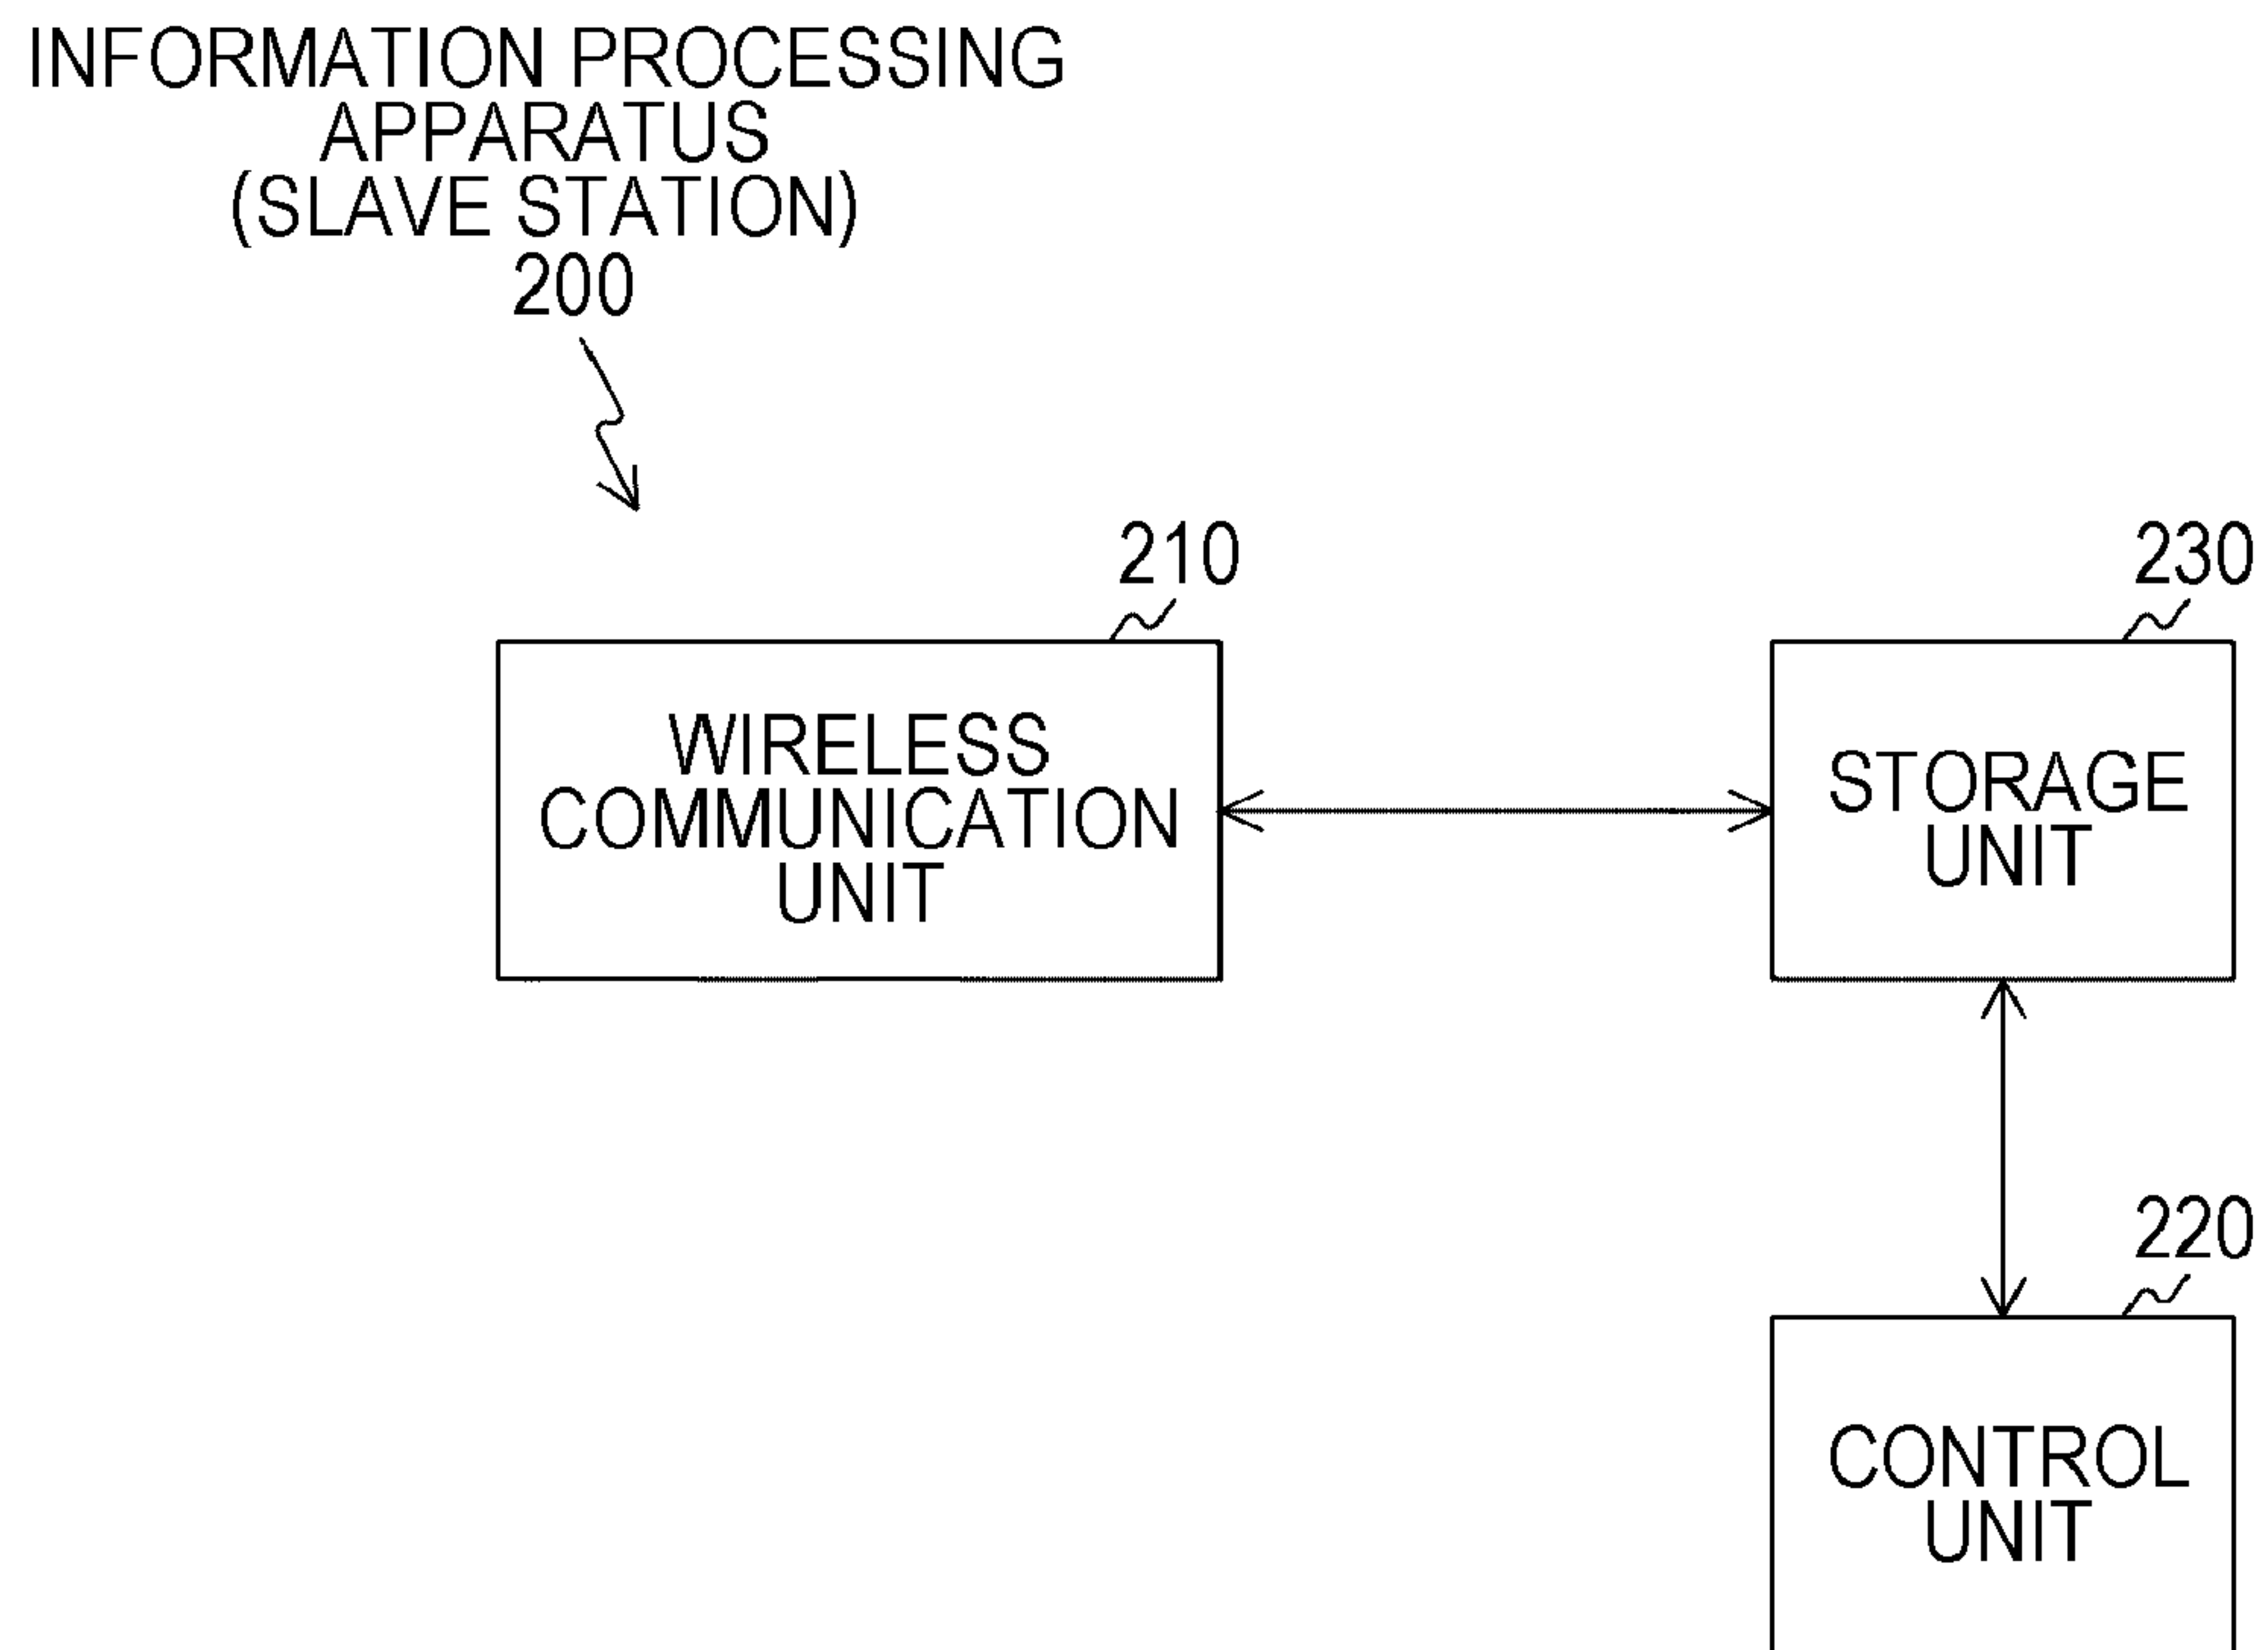 INFORMATION PROCESSING
APPARATUS
(SLAVE STATION)
200
210
230
WIRELESS
COMMUNICATION
UNIT
STORAGE
UNIT
220
CONTROL
UNIT